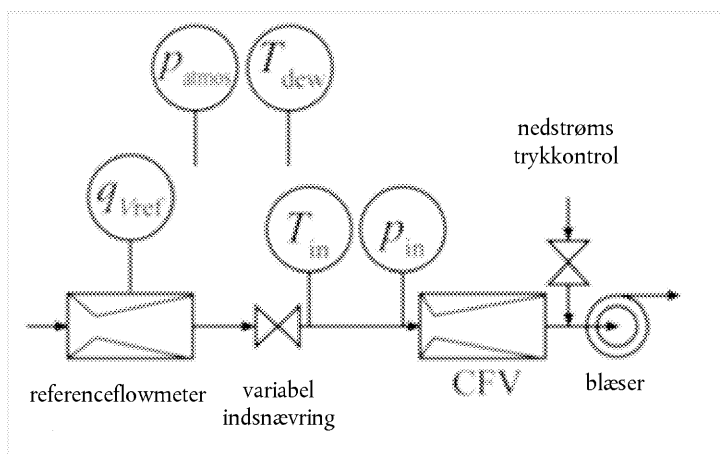 p atmos
T dew
nedstrøms
trykkontrol
q Vref
T in
p in
CFV
referenceflowmeter
variabel
indsnævring
blæser